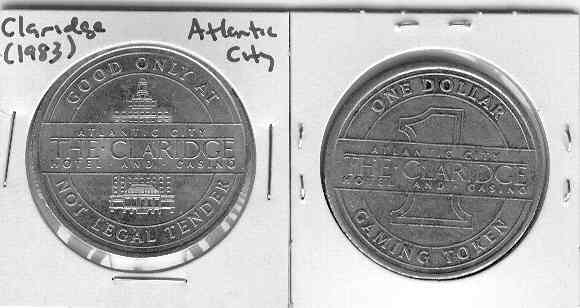 Claridge
(1983)
Atlantic
City
GOOD ONLY AT
ATLANTIC CITY
THE · CLARIDGE
HOTEL AND · CASINO
NOT LEGAL TENDER
ONE DOLLAR
1
ATLANTIC CITY
THE · CLARIDGE
HOTEL AND · CASINO
GAMING TOKEN